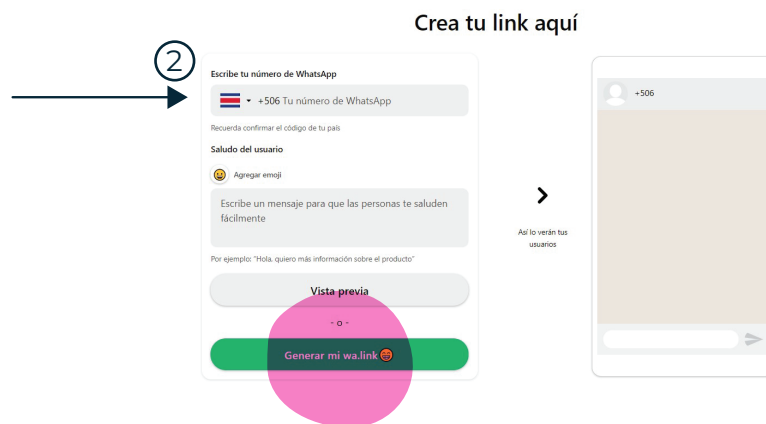 Crea tu link aquí
2
Escribe tu número de WhatsApp
+506 Tu número de WhatsApp
Recuerda confirmar el código de tu país
Saludo del usuario
Agregar emoji
Escribe un mensaje para que las personas te saluden
fácilmente
Por ejemplo: "Hola, quiero más información sobre el producto"
Vista previa
- o -
Generar mi wa.link
Así lo verán tus
usuarios
+506